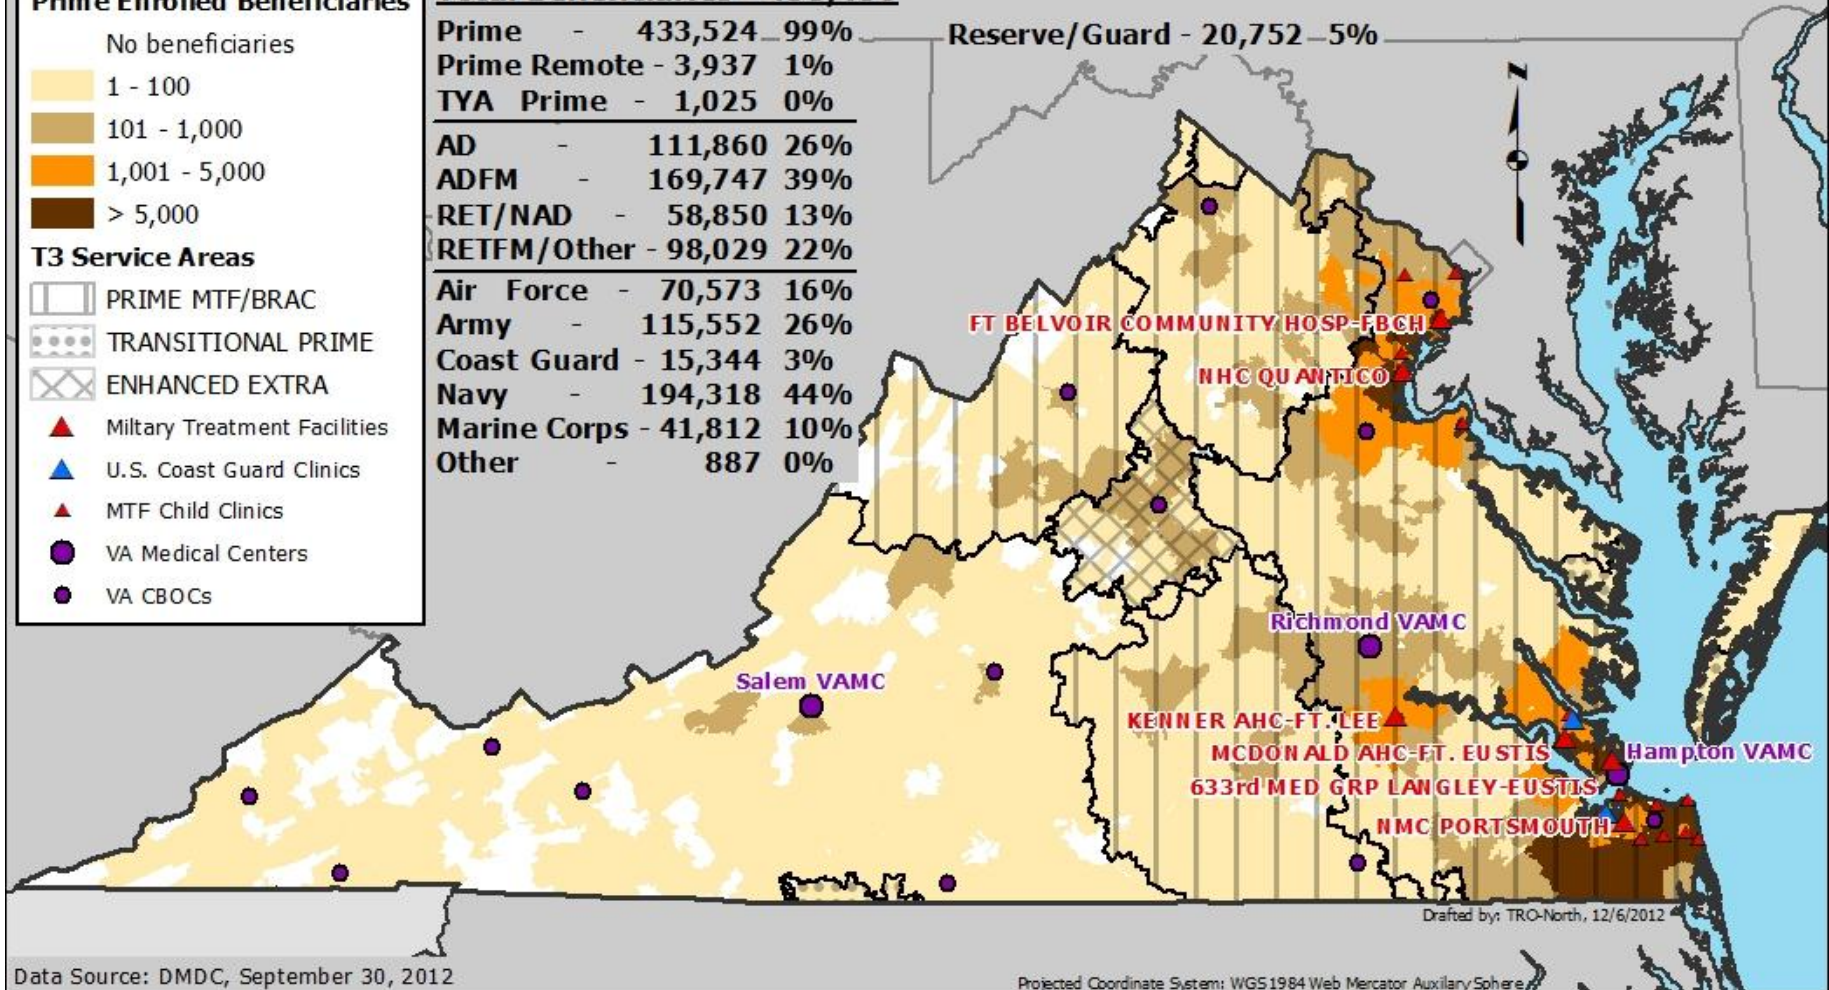 Prime Enrolled Beneficiaries
No beneficiaries
1 - 100
101 - 1,000
1,001 - 5,000
> 5,000
T3 Service Areas
PRIME MTF/BRAC
TRANSITIONAL PRIME
ENHANCED EXTRA
Miltary Treatment Facilities
U.S. Coast Guard Clinics
MTF Child Clinics
VA Medical Centers
VA CBOCs
Prime - 433,524 99%
Prime Remote - 3,937 1%
TYA Prime - 1,025 0%
AD - 111,860 26%
ADFM - 169,747 39%
RET/NAD - 58,850 13%
RETFM/Other - 98,029 22%
Air Force - 70,573 16%
Army - 115,552 26%
Coast Guard - 15,344 3%
Navy - 194,318 44%
Marine Corps - 41,812 10%
Other - 887 0%
Reserve/Guard - 20,752 5%
N
FT BELVOIR COMMUNITY HOSP-FBCH
NHC QUANTICO
Richmond VAMC
Salem VAMC
KENNER AHC-FT. LEE
MCDONALD AHC-FT. EUSTIS
Hampton VAMC
633rd MED GRP LANGLEY-EUSTIS
NMC PORTSMOUTH
Drafted by: TRO-North, 12/6/2012
Data Source: DMDC, September 30, 2012
Projected Coordinate System: WGS1984 Web Mercator Auxilary Sphere